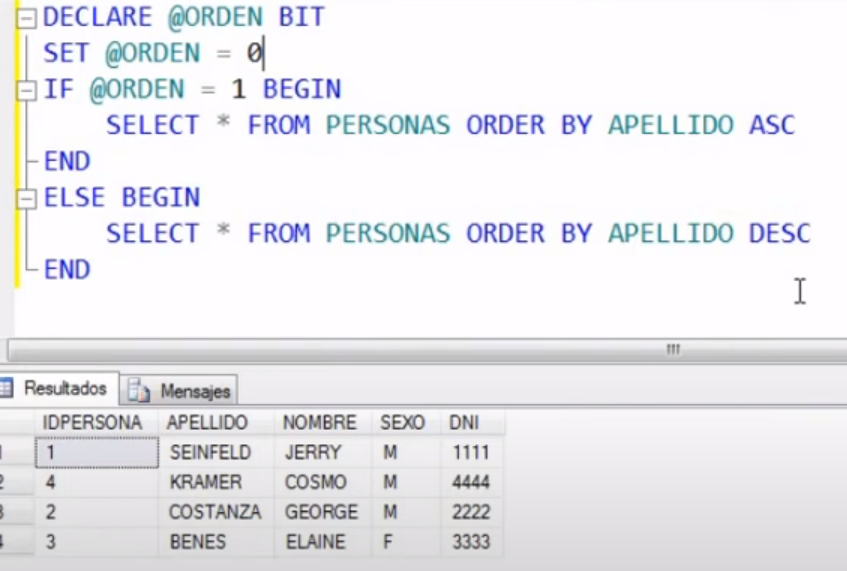 DECLARE @ORDEN BIT
SET @ORDEN = 0
IF @ORDEN = 1 BEGIN
SELECT * FROM PERSONAS ORDER BY APELLIDO ASC
END
ELSE BEGIN
SELECT * FROM PERSONAS ORDER BY APELLIDO DESC
END
Resultados Mensajes
IDPERSONA APELLIDO NOMBRE SEXO DNI
1 SEINFELD JERRY M 1111
2 4 KRAMER COSMO M 4444
3 2 COSTANZA GEORGE M 2222
4 3 BENES ELAINE F 3333